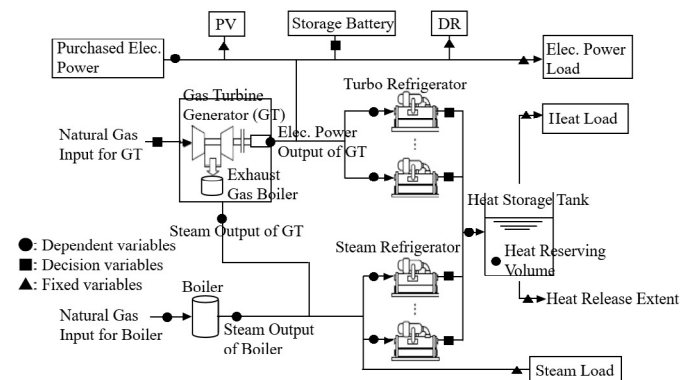 PV
Storage Battery
DR
Purchased Elec.
Power
Elec. Power
Load
Gas Turbine
Generator (GT)
Turbo Refrigerator
Heat Load
Natural Gas
Input for GT
Elec. Power
Output of GT
Exhaust
Gas Boiler
Heat Storage Tank
Steam Output of GT
●: Dependent variables
■: Decision variables
▲: Fixed variables
Steam Refrigerator
Heat Reserving
Volume
Boiler
Heat Release Extent
Natural Gas
Input for Boiler
Steam Output
of Boiler
Steam Load